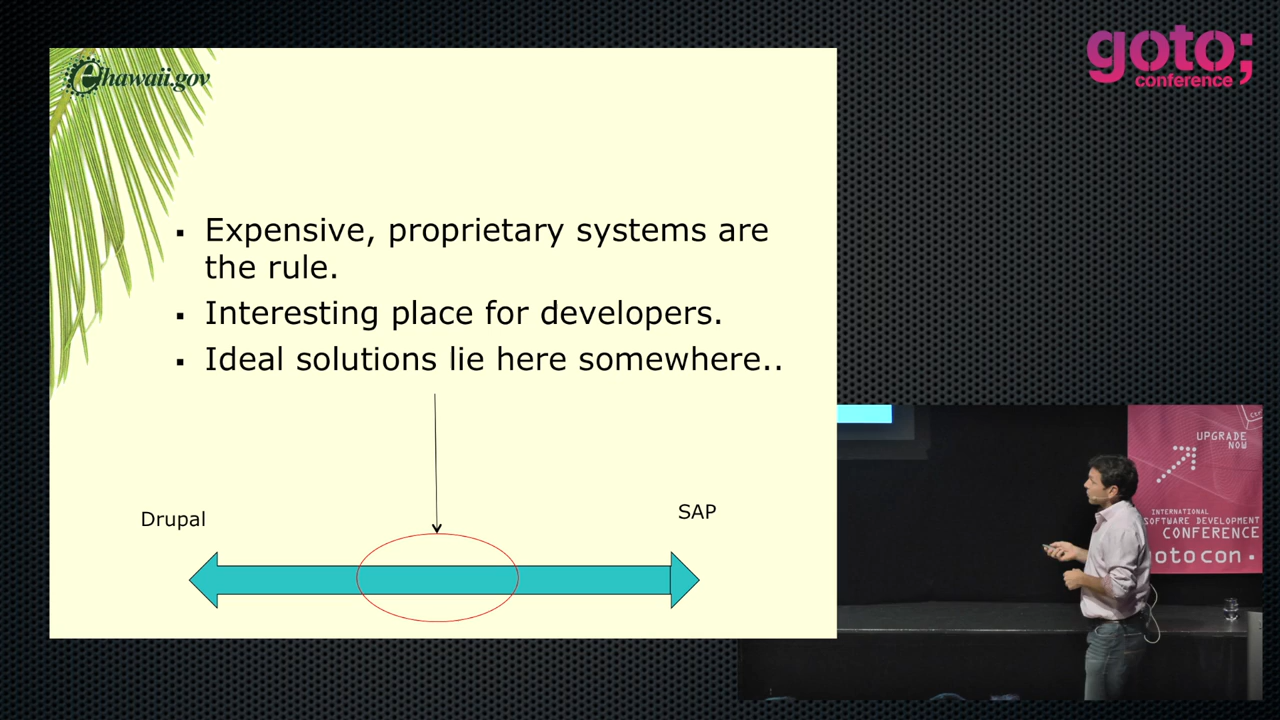 ehawaii.gov
goto;
conference
▪ Expensive, proprietary systems are
the rule.
▪ Interesting place for developers.
▪ Ideal solutions lie here somewhere..
Drupal
SAP
UPGRADE
NOW
INTERNATIONAL
SOFTWARE DEVELOPMENT
CONFERENCE
gotocon.